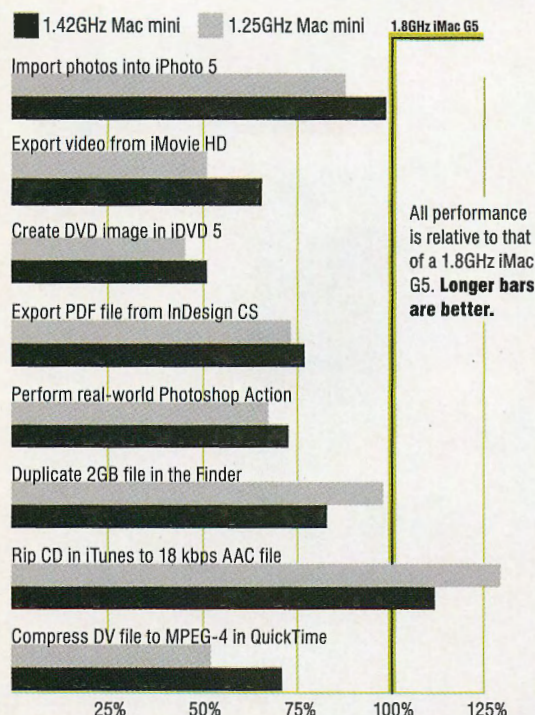 1.42GHz Mac mini 1.25GHz Mac mini 1.8GHz iMac G5
Import photos into iPhoto 5
Export video from iMovie HD
Create DVD image in iDVD 5
Export PDF file from InDesign CS
Perform real-world Photoshop Action
Duplicate 2GB file in the Finder
Rip CD in iTunes to 18 kbps AAC file
Compress DV file to MPEG-4 in QuickTime
All performance
is relative to that
of a 1.8GHz iMac
G5. Longer bars
are better.
25% 50% 75% 100% 125%